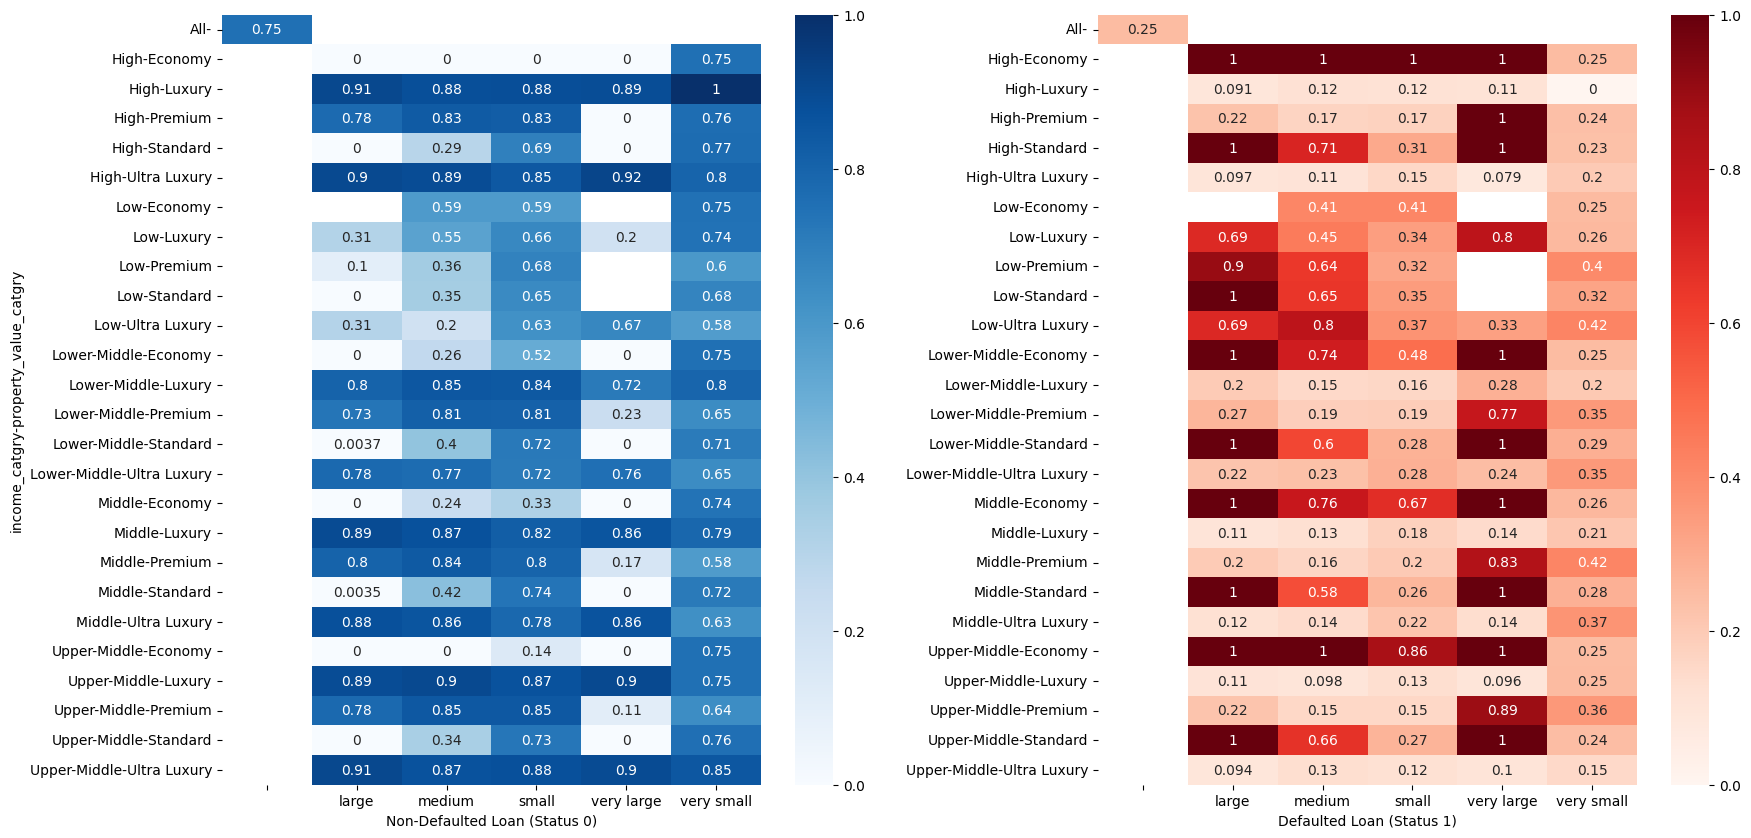 income_catgry-property_value_catgry
All-
High-Economy
High-Luxury
High-Premium
High-Standard
High-Ultra Luxury
Low-Economy
Low-Luxury
Low-Premium
Low-Standard
Low-Ultra Luxury
Lower-Middle-Economy
Lower-Middle-Luxury
Lower-Middle-Premium
Lower-Middle-Standard
Lower-Middle-Ultra Luxury
Middle-Economy
Middle-Luxury
Middle-Premium
Middle-Standard
Middle-Ultra Luxury
Upper-Middle-Economy
Upper-Middle-Luxury
Upper-Middle-Premium
Upper-Middle-Standard
Upper-Middle-Ultra Luxury
0.75
0 0 0 0 0.75
0.91 0.88 0.88 0.89 1
0.78 0.83 0.83 0 0.76
0 0.29 0.69 0 0.77
0.9 0.89 0.85 0.92 0.8
0.59 0.59 0.75
0.31 0.55 0.66 0.2 0.74
0.1 0.36 0.68 0.6
0 0.35 0.65 0.68
0.31 0.2 0.63 0.67 0.58
0 0.26 0.52 0 0.75
0.8 0.85 0.84 0.72 0.8
0.73 0.81 0.81 0.23 0.65
0.0037 0.4 0.72 0 0.71
0.78 0.77 0.72 0.76 0.65
0 0.24 0.33 0 0.74
0.89 0.87 0.82 0.86 0.79
0.8 0.84 0.8 0.17 0.58
0.0035 0.42 0.74 0 0.72
0.88 0.86 0.78 0.86 0.63
0 0 0.14 0 0.75
0.89 0.9 0.87 0.9 0.75
0.78 0.85 0.85 0.11 0.64
0 0.34 0.73 0 0.76
0.91 0.87 0.88 0.9 0.85
large medium small very large very small
Non-Defaulted Loan (Status 0)
1.0
0.8
0.6
0.4
0.2
0.0
All-
High-Economy
High-Luxury
High-Premium
High-Standard
High-Ultra Luxury
Low-Economy
Low-Luxury
Low-Premium
Low-Standard
Low-Ultra Luxury
Lower-Middle-Economy
Lower-Middle-Luxury
Lower-Middle-Premium
Lower-Middle-Standard
Lower-Middle-Ultra Luxury
Middle-Economy
Middle-Luxury
Middle-Premium
Middle-Standard
Middle-Ultra Luxury
Upper-Middle-Economy
Upper-Middle-Luxury
Upper-Middle-Premium
Upper-Middle-Standard
Upper-Middle-Ultra Luxury
0.25
1 1 1 1 0.25
0.091 0.12 0.12 0.11 0
0.22 0.17 0.17 1 0.24
1 0.71 0.31 1 0.23
0.097 0.11 0.15 0.079 0.2
0.41 0.41 0.25
0.69 0.45 0.34 0.8 0.26
0.9 0.64 0.32 0.4
1 0.65 0.35 0.32
0.69 0.8 0.37 0.33 0.42
1 0.74 0.48 1 0.25
0.2 0.15 0.16 0.28 0.2
0.27 0.19 0.19 0.77 0.35
1 0.6 0.28 1 0.29
0.22 0.23 0.28 0.24 0.35
1 0.76 0.67 1 0.26
0.11 0.13 0.18 0.14 0.21
0.2 0.16 0.2 0.83 0.42
1 0.58 0.26 1 0.28
0.12 0.14 0.22 0.14 0.37
1 1 0.86 1 0.25
0.11 0.098 0.13 0.096 0.25
0.22 0.15 0.15 0.89 0.36
1 0.66 0.27 1 0.24
0.094 0.13 0.12 0.1 0.15
large medium small very large very small
Defaulted Loan (Status 1)
1.0
0.8
0.6
0.4
0.2
0.0